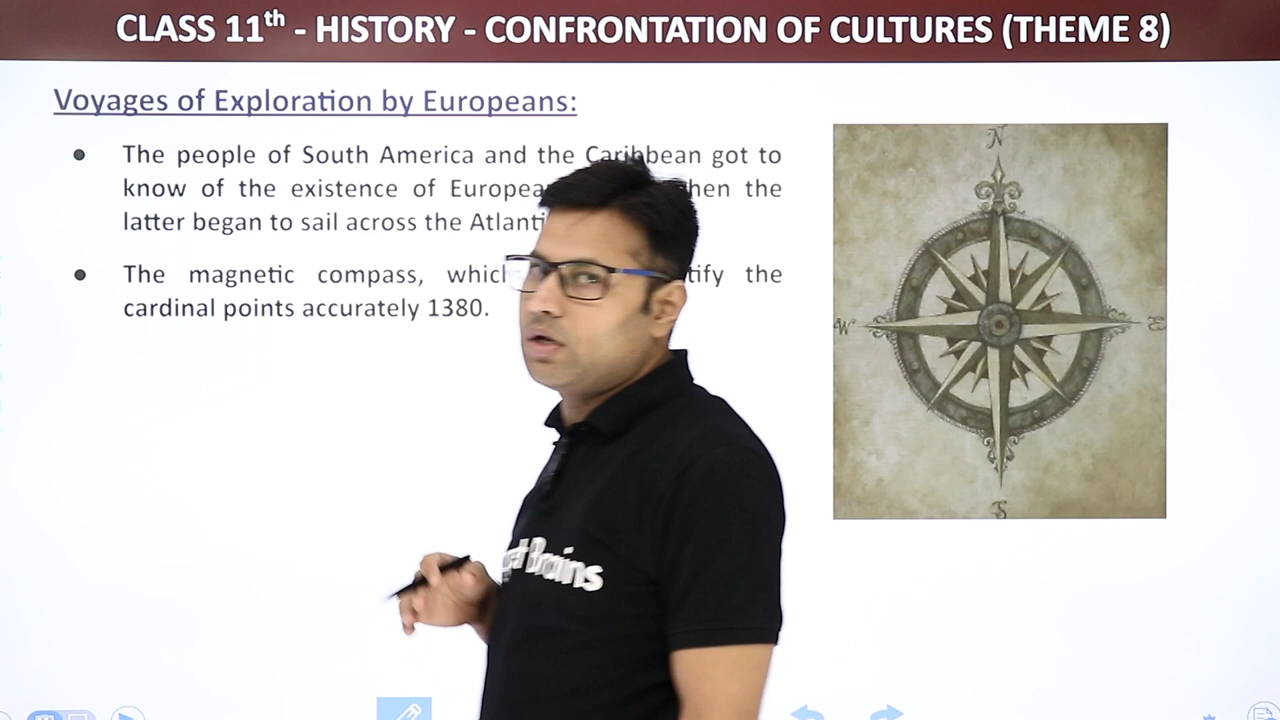 CLASS 11th - HISTORY - CONFRONTATION OF CULTURES (THEME 8)
Voyages of Exploration by Europeans:
The people of South America and the Caribbean got to
know of the existence of the
latter began to sail across the
The magnetic compass, the
cardinal points accurately 1380.
N
W
E
S
Brains